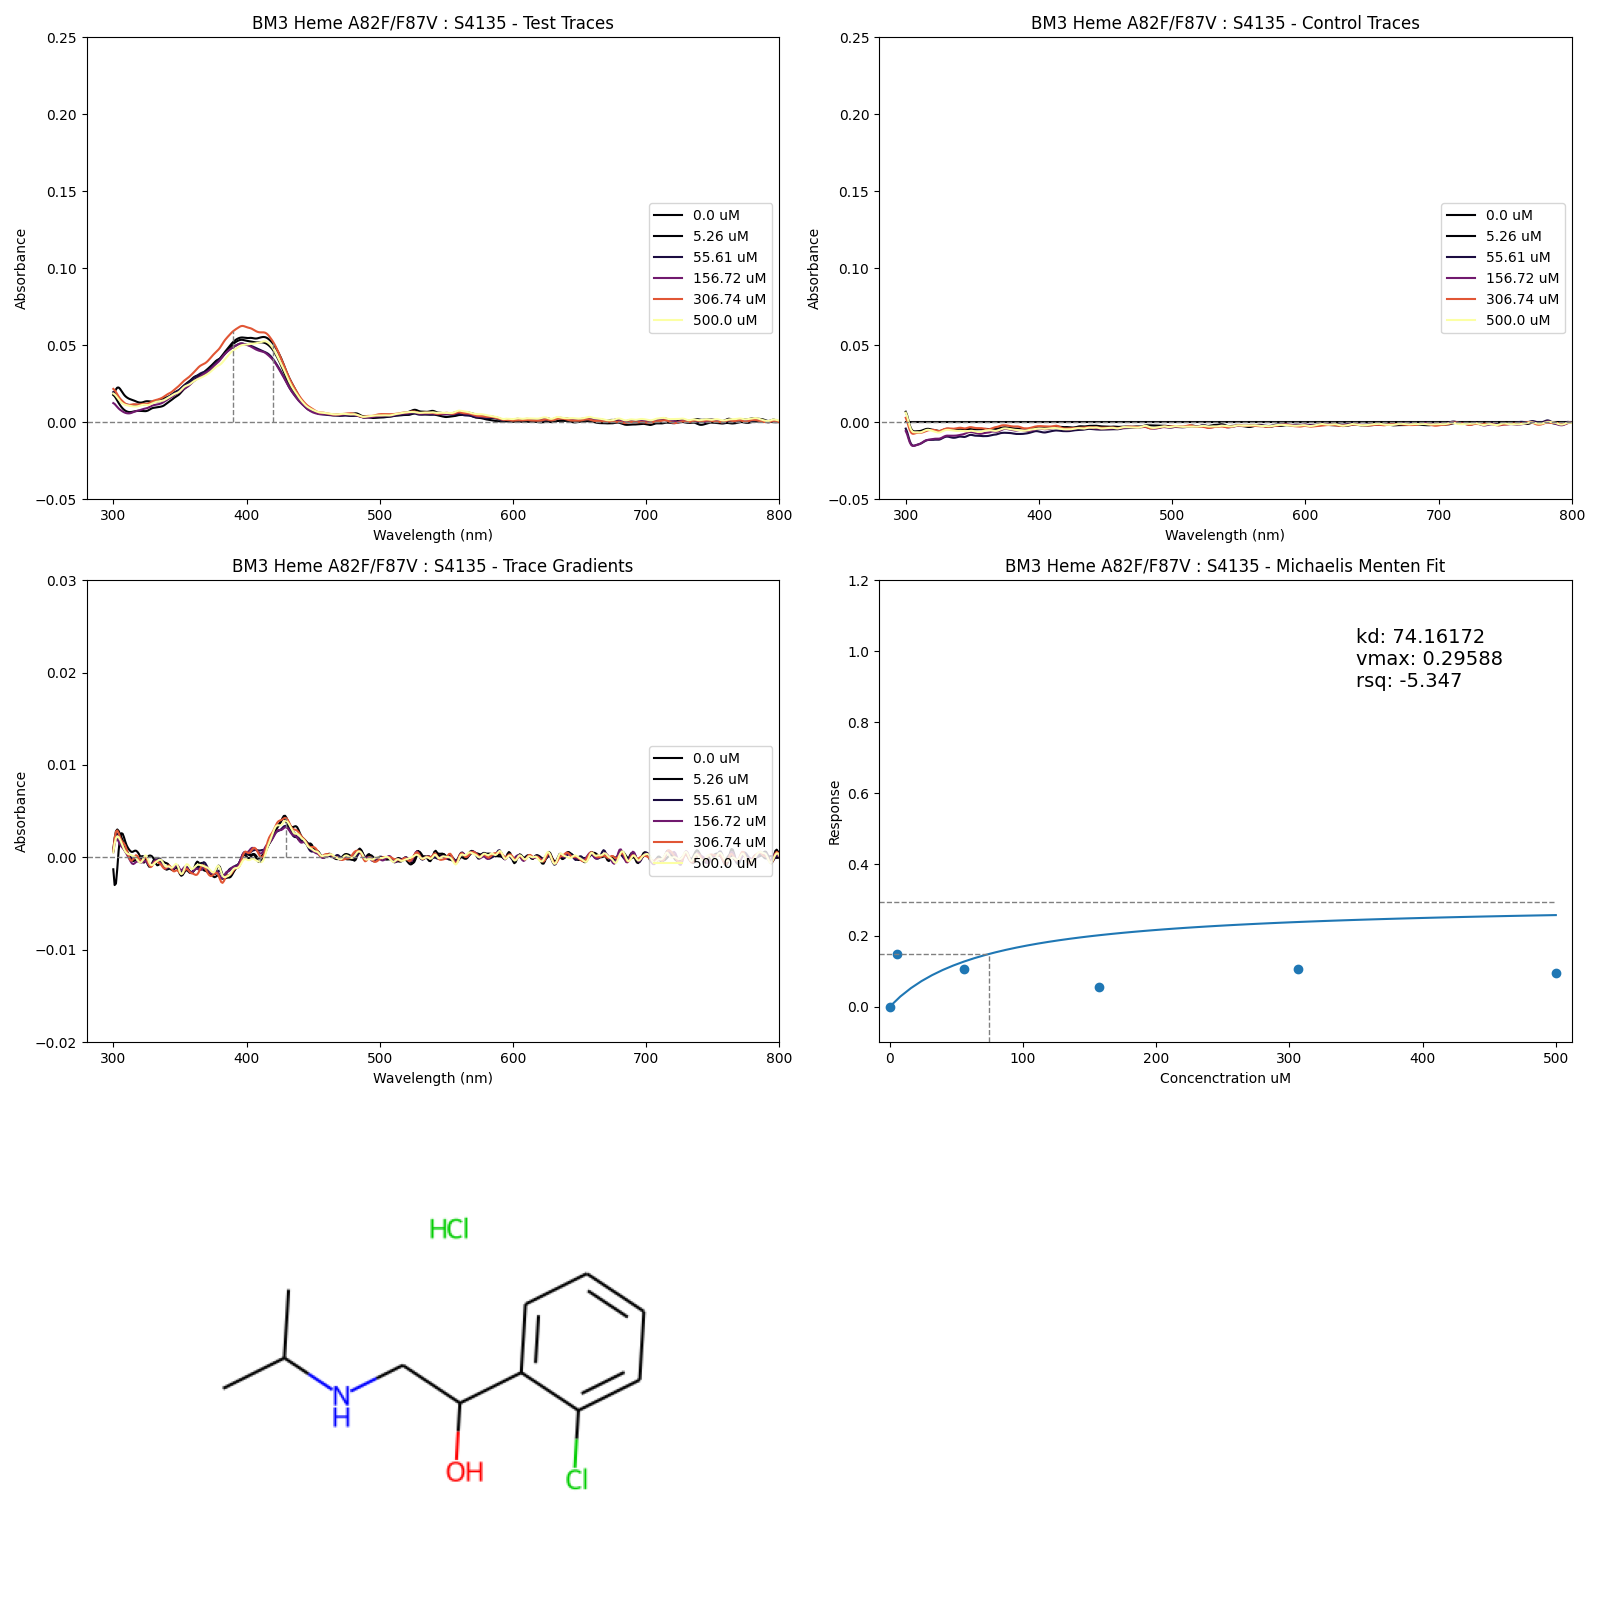 BM3 Heme A82F/F87V : S4135 - Test Traces
0.25
0.20
0.15
0.10
0.05
0.00
−0.05
Absorbance
300 400 500 600 700 800
Wavelength (nm)
0.0 uM
5.26 uM
55.61 uM
156.72 uM
306.74 uM
500.0 uM
BM3 Heme A82F/F87V : S4135 - Control Traces
0.25
0.20
0.15
0.10
0.05
0.00
−0.05
Absorbance
300 400 500 600 700 800
Wavelength (nm)
0.0 uM
5.26 uM
55.61 uM
156.72 uM
306.74 uM
500.0 uM
BM3 Heme A82F/F87V : S4135 - Trace Gradients
0.03
0.02
0.01
0.00
−0.01
−0.02
Absorbance
300 400 500 600 700 800
Wavelength (nm)
0.0 uM
5.26 uM
55.61 uM
156.72 uM
306.74 uM
500.0 uM
BM3 Heme A82F/F87V : S4135 - Michaelis Menten Fit
1.2
1.0
0.8
0.6
0.4
0.2
0.0
Response
0 100 200 300 400 500
Concenctration uM
kd: 74.16172
vmax: 0.29588
rsq: -5.347
HCl
N
H
OH
Cl